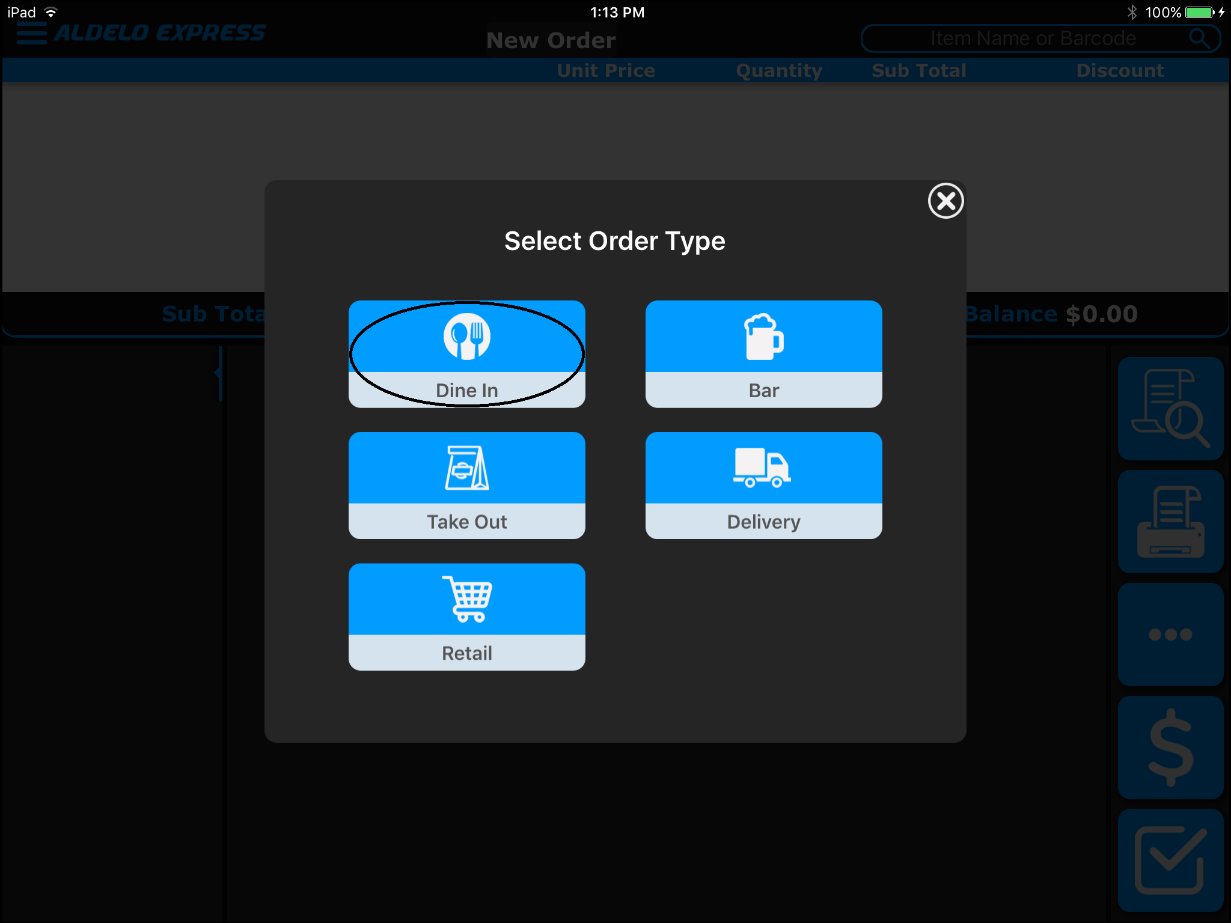 iPad 1:13 PM 100%
ALDELO EXPRESS New Order Item Name or Barcode
Unit Price Quantity Sub Total Discount
Select Order Type
Sub Tota Balance $0.00
Dine In Bar
Take Out Delivery
Retail